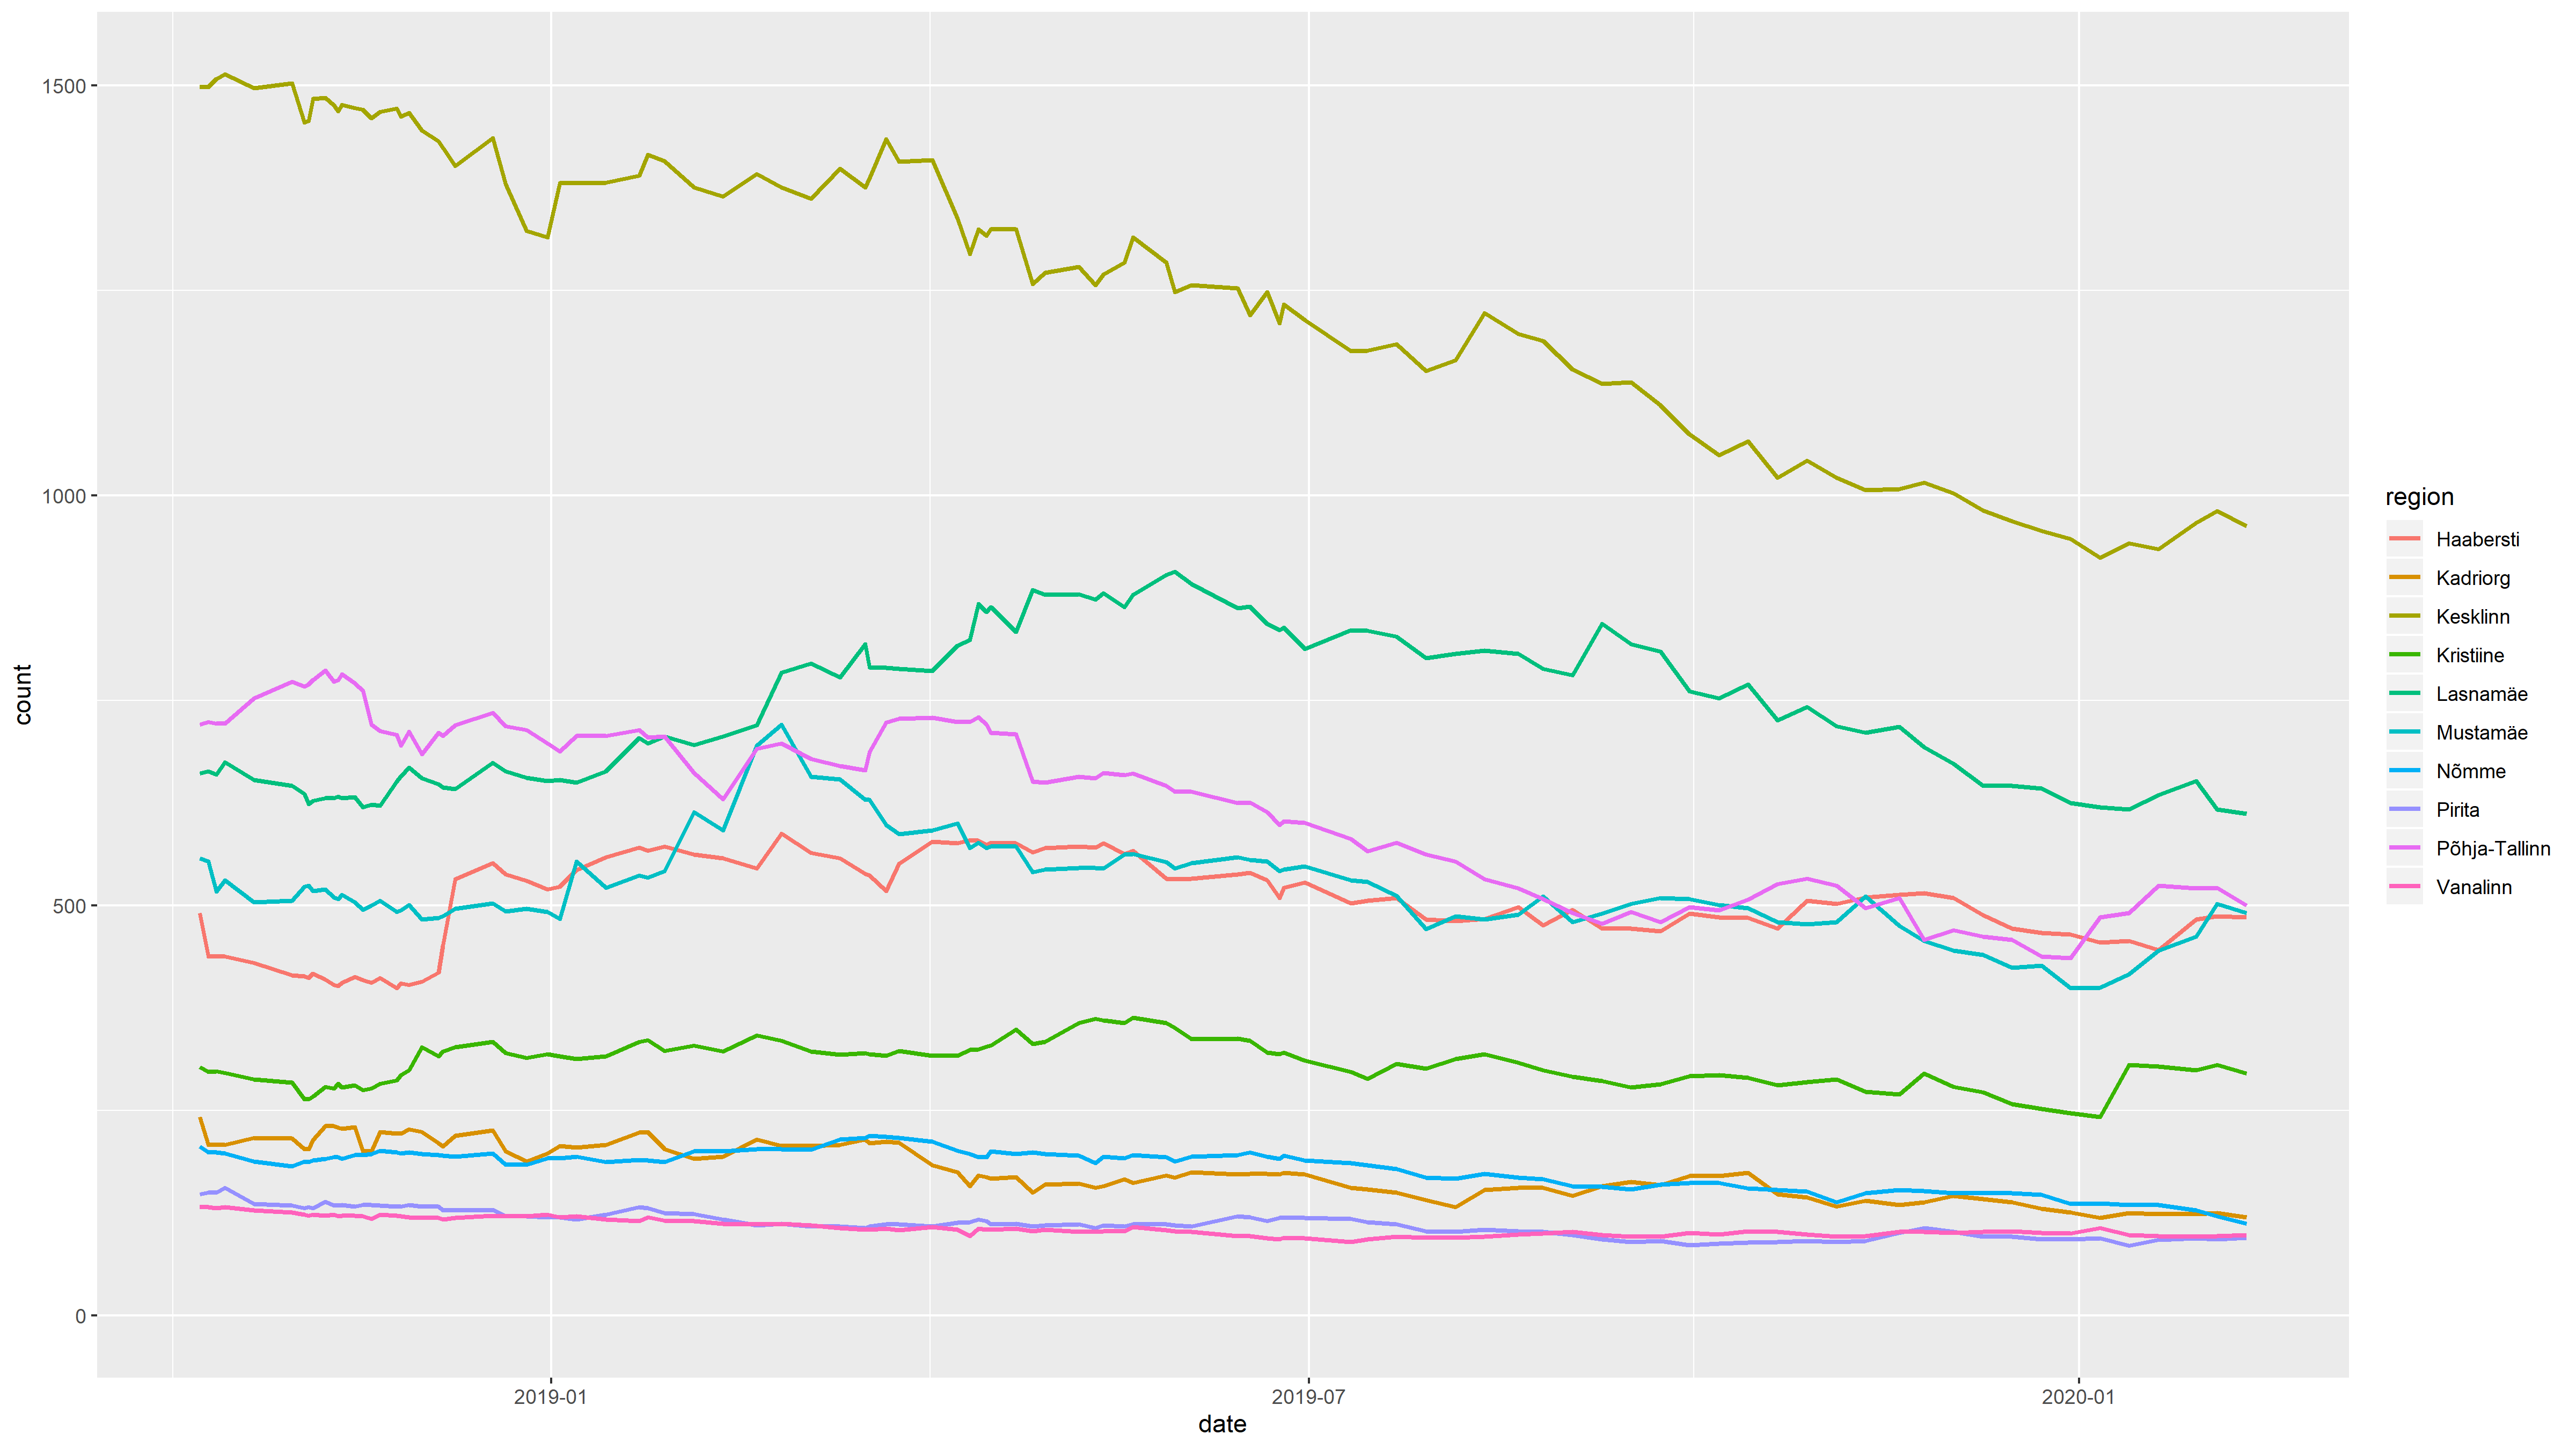 1500
1000
500
0
count
2019-01
2019-07
2020-01
date
region
Haabersti
Kadriorg
Kesklinn
Kristiine
Lasnamäe
Mustamäe
Nõmme
Pirita
Põhja-Tallinn
Vanalinn